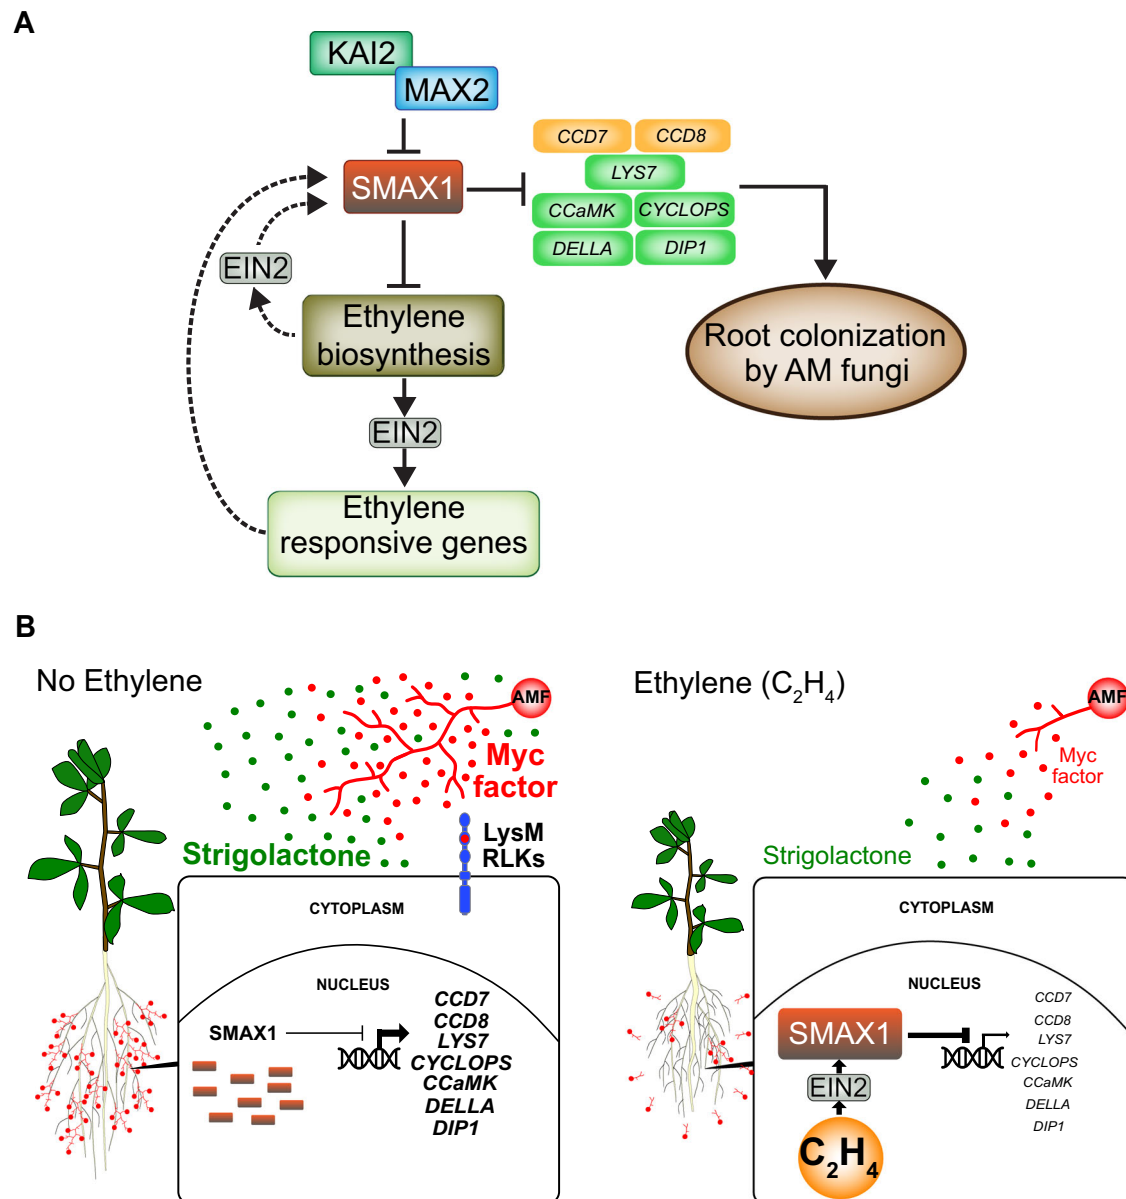 A
KAI2
MAX2
CCD7
CCD8
LYS7
SMAX1
CCaMK
CYCLOPS
DELLA
DIP1
EIN2
Ethylene
biosynthesis
Root colonization
by AM fungi
EIN2
Ethylene
responsive genes
B
No Ethylene
AMF
Myc
factor
LysM
RLKs
Strigolactone
CYTOPLASM
NUCLEUS
SMAX1
CCD7
CCD8
LYS7
CYCLOPS
CCaMK
DELLA
DIP1
Ethylene (C₂H₄)
AMF
Myc
factor
Strigolactone
CYTOPLASM
NUCLEUS
SMAX1
EIN2
C₂H₄
CCD7
CCD8
LYS7
CYCLOPS
CCaMK
DELLA
DIP1